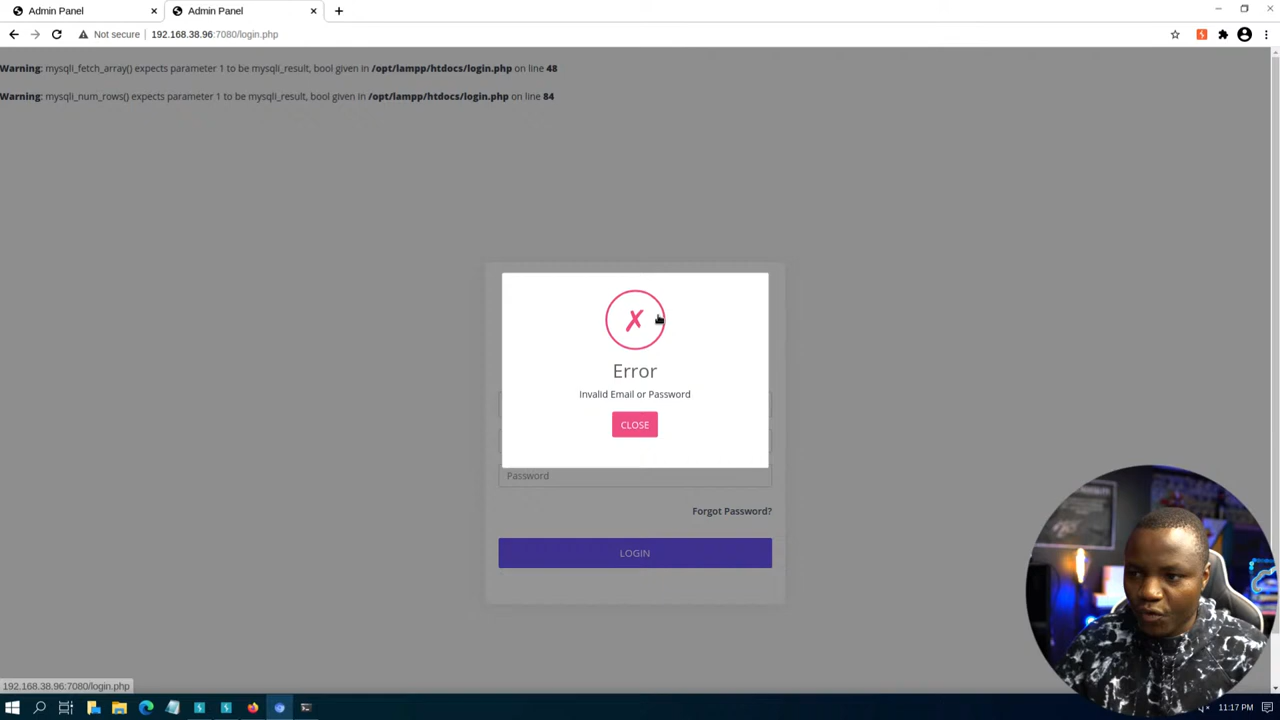 Admin Panel
Admin Panel
Not secure
192.168.38.96:7080/login.php
Warning: mysqli_fetch_array() expects parameter 1 to be mysqli_result, bool given in /opt/lampp/htdocs/login.php on line 48
Warning: mysqli_num_rows() expects parameter 1 to be mysqli_result, bool given in /opt/lampp/htdocs/login.php on line 84
✗
Error
Invalid Email or Password
CLOSE
Password
Forgot Password?
LOGIN
192.168.38.96:7080/login.php
11:17 PM